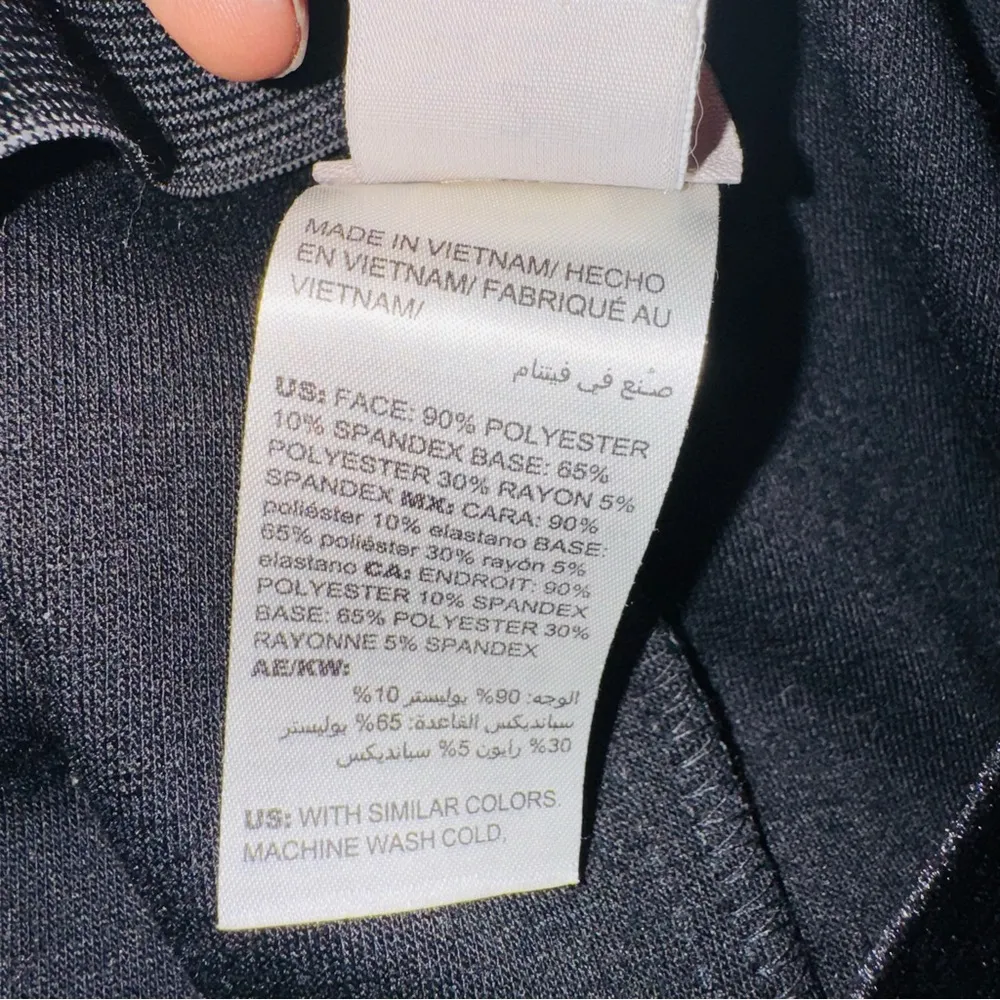 MADE IN VIETNAM/ HECHO
EN VIETNAM/ FABRIQUÉ AU
VIETNAM/
صنع في فيتنام
US: FACE: 90% POLYESTER
10% SPANDEX BASE: 65%
POLYESTER 30% RAYON 5%
SPANDEX MX: CARA: 90%
poliéster 10% elastano BASE:
65% poliéster 30% rayón 5%
elastano CA: ENDROIT: 90%
POLYESTER 10% SPANDEX
BASE: 65% POLYESTER 30%
RAYONNE 5% SPANDEX
AE/KW:
الوجه: 90% بوليستر 10%
سبانديكس القاعدة: 65% بوليستر
30% رايون 5% سبانديكس
US: WITH SIMILAR COLORS.
MACHINE WASH COLD,